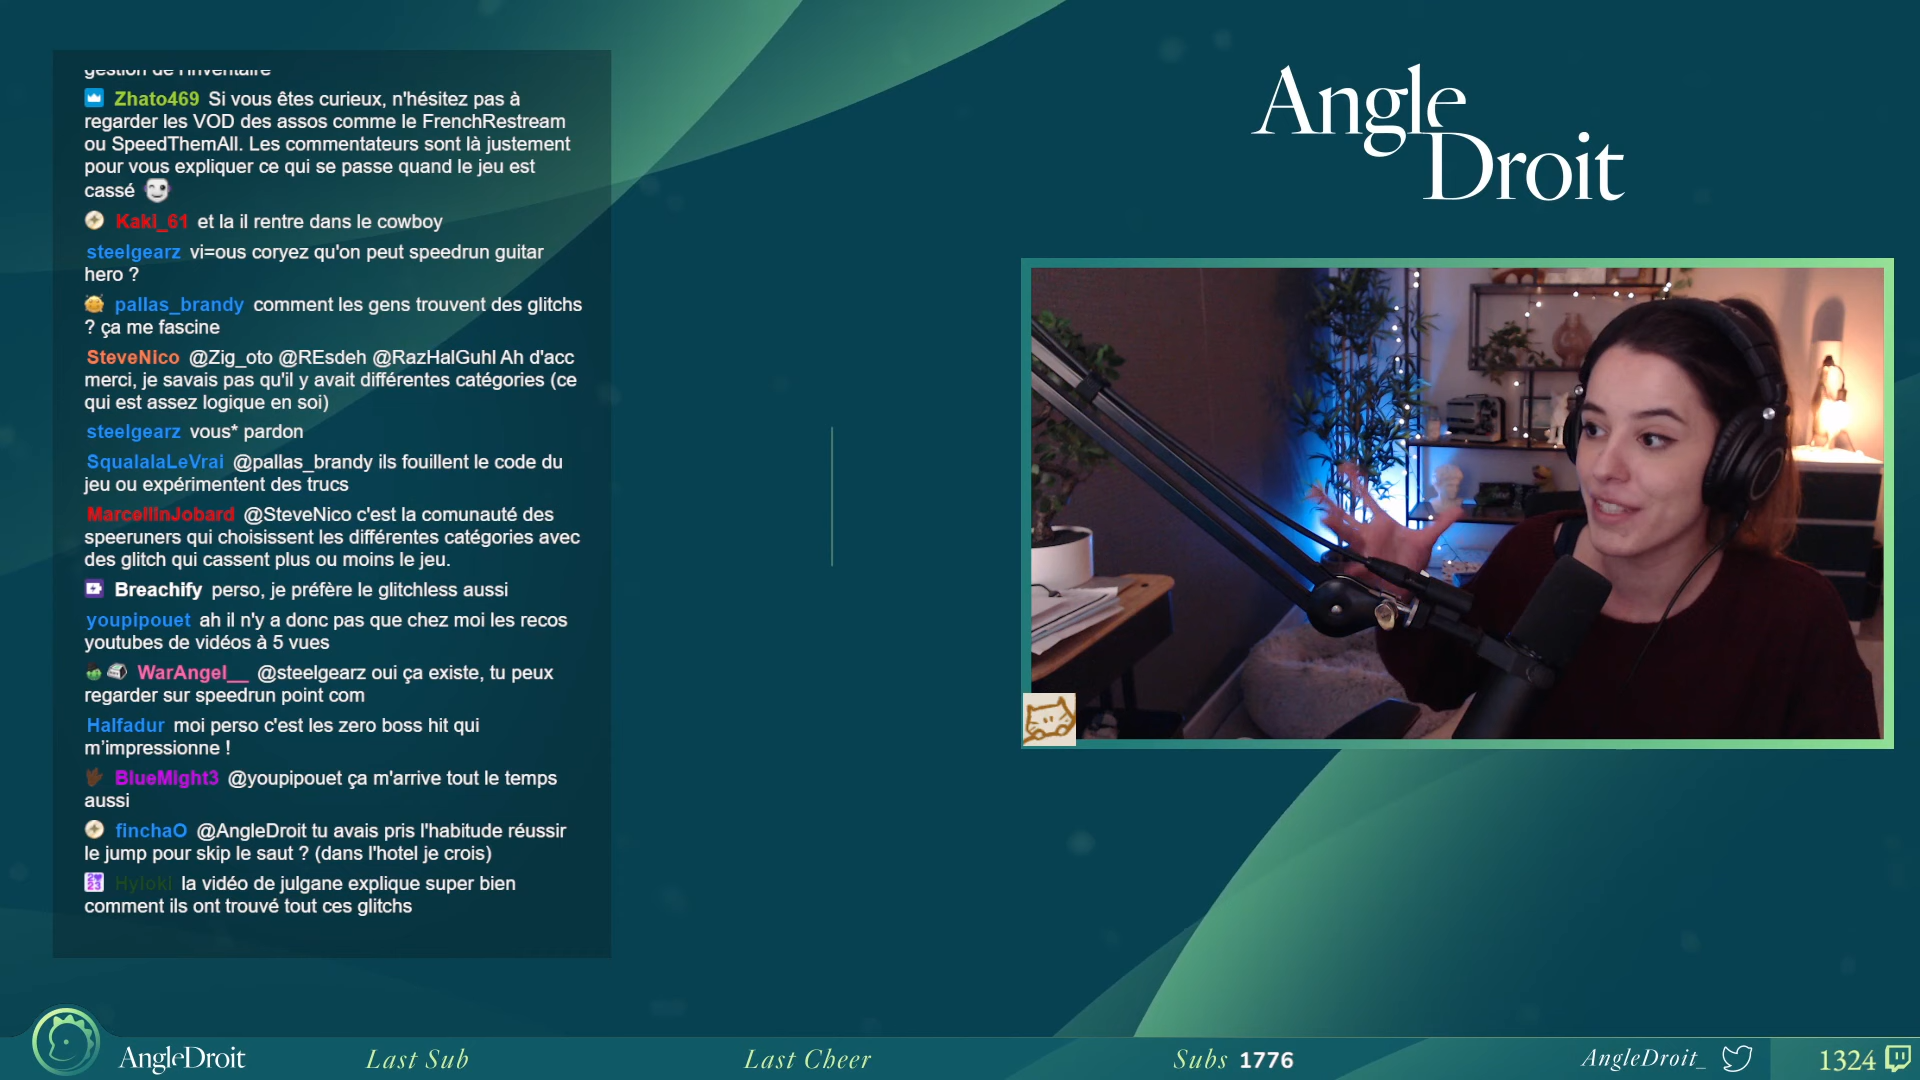 gestion de l'inventaire
Zhato469 Si vous êtes curieux, n'hésitez pas à
regarder les VOD des assos comme le FrenchRestream
ou SpeedThemAll. Les commentateurs sont là justement
pour vous expliquer ce qui se passe quand le jeu est
cassé
Kaki_61 et la il rentre dans le cowboy
steelgearz vi=ous coryez qu'on peut speedrun guitar
hero ?
pallas_brandy comment les gens trouvent des glitchs
? ça me fascine
SteveNico @Zig_oto @REsdeh @RazHalGuhl Ah d'acc
merci, je savais pas qu'il y avait différentes catégories (ce
qui est assez logique en soi)
steelgearz vous* pardon
SqualalaLeVrai @pallas_brandy ils fouillent le code du
jeu ou expérimentent des trucs
MarcellinJobard @SteveNico c'est la comunauté des
speeruners qui choisissent les différentes catégories avec
des glitch qui cassent plus ou moins le jeu.
Breachify perso, je préfère le glitchless aussi
youpipouet ah il n'y a donc pas que chez moi les recos
youtubes de vidéos à 5 vues
WarAngel__ @steelgearz oui ça existe, tu peux
regarder sur speedrun point com
Halfadur moi perso c'est les zero boss hit qui
m'impressionne !
BlueMight3 @youpipouet ça m'arrive tout le temps
aussi
finchaO @AngleDroit tu avais pris l'habitude réussir
le jump pour skip le saut ? (dans l'hotel je crois)
Hyloki la vidéo de julgane explique super bien
comment ils ont trouvé tout ces glitchs
Angle
Droit
AngleDroit Last Sub Last Cheer Subs 1776 AngleDroit_ 1324